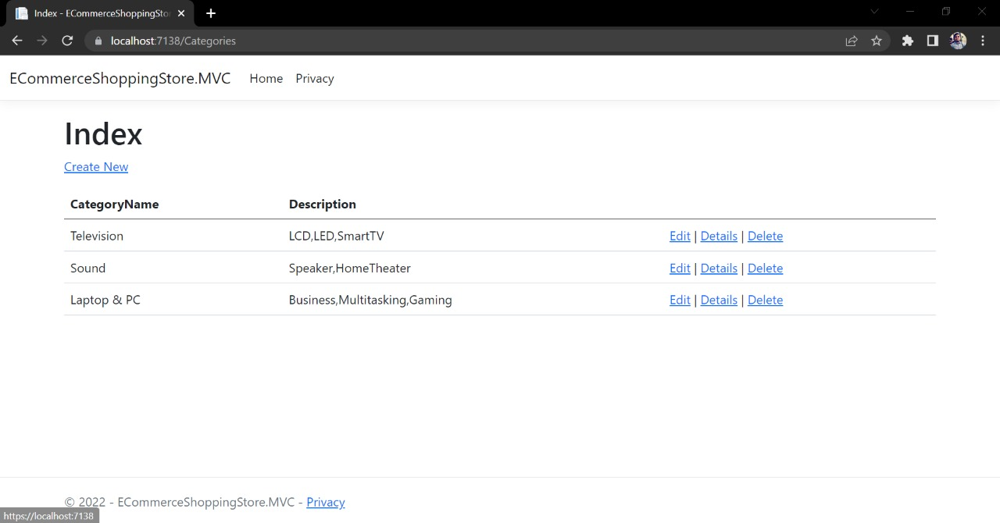 Index - ECommerceShoppingSto
localhost:7138/Categories
ECommerceShoppingStore.MVC Home Privacy
Index
Create New
CategoryName Description
Television LCD,LED,SmartTV Edit | Details | Delete
Sound Speaker,HomeTheater Edit | Details | Delete
Laptop & PC Business,Multitasking,Gaming Edit | Details | Delete
© 2022 - ECommerceShoppingStore.MVC - Privacy
https://localhost:7138